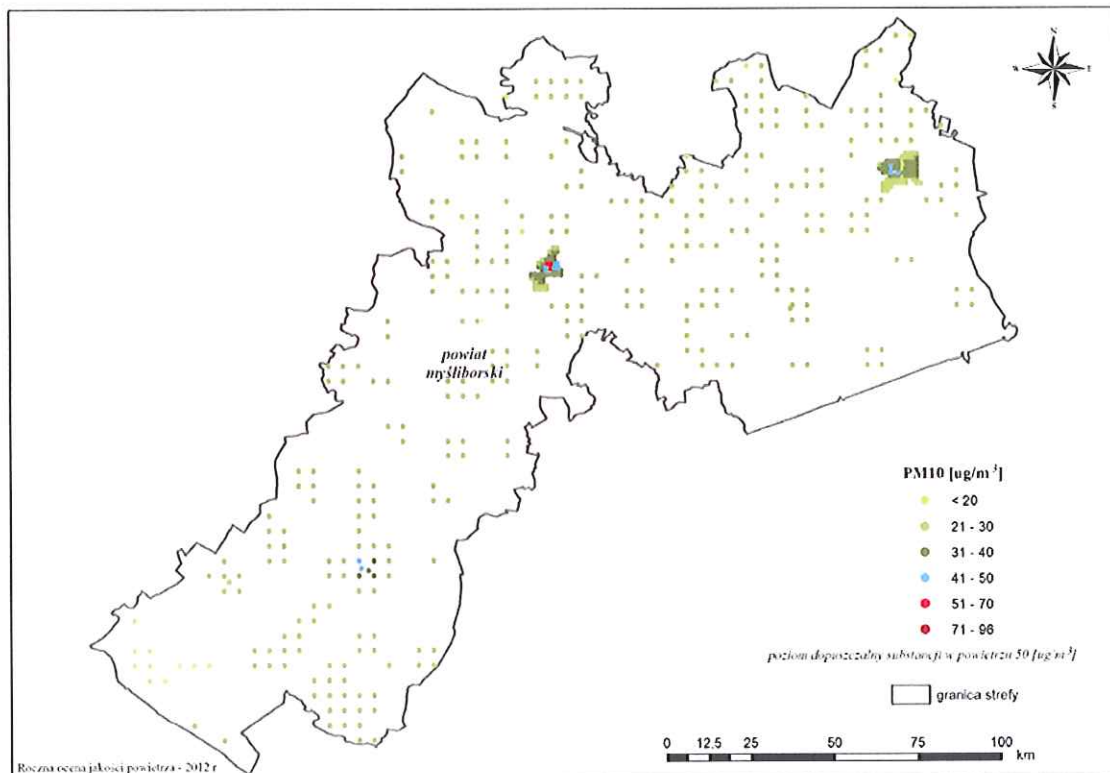 N
W E
S
powiat
myśliborski
PM10 [ug/m³]
< 20
21 - 30
31 - 40
41 - 50
51 - 70
71 - 96
poziom dopuszczalny substancji w powietrzu 50 [ug/m³]
granica strefy
0 12.5 25 50 75 100
km
Roczna ocena jakości powietrza - 2012 r